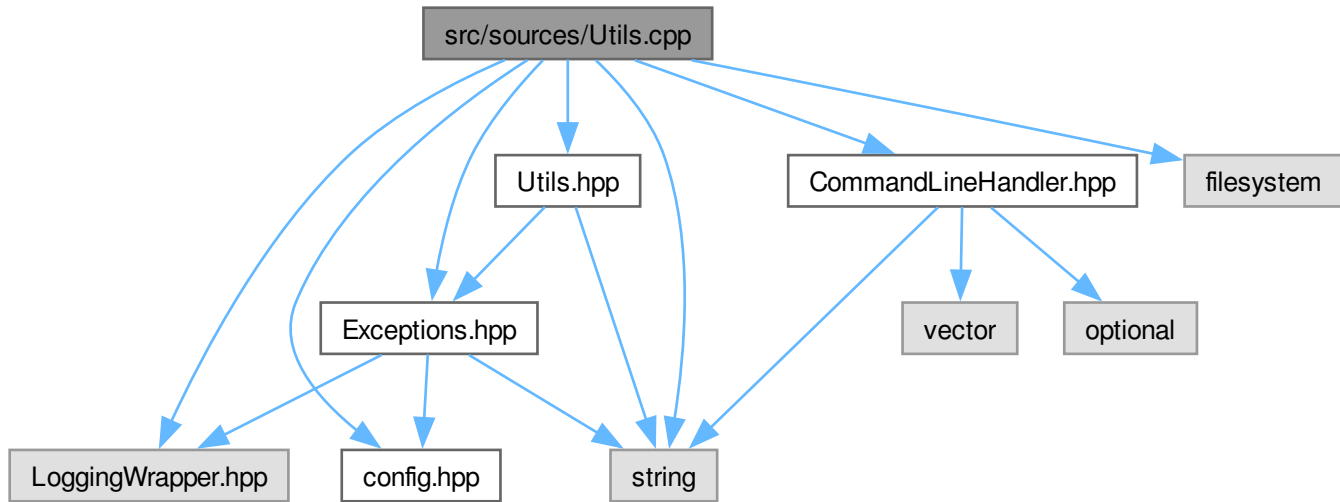 src/sources/Utils.cpp
Utils.hpp
CommandLineHandler.hpp
filesystem
Exceptions.hpp
vector
optional
LoggingWrapper.hpp
config.hpp
string